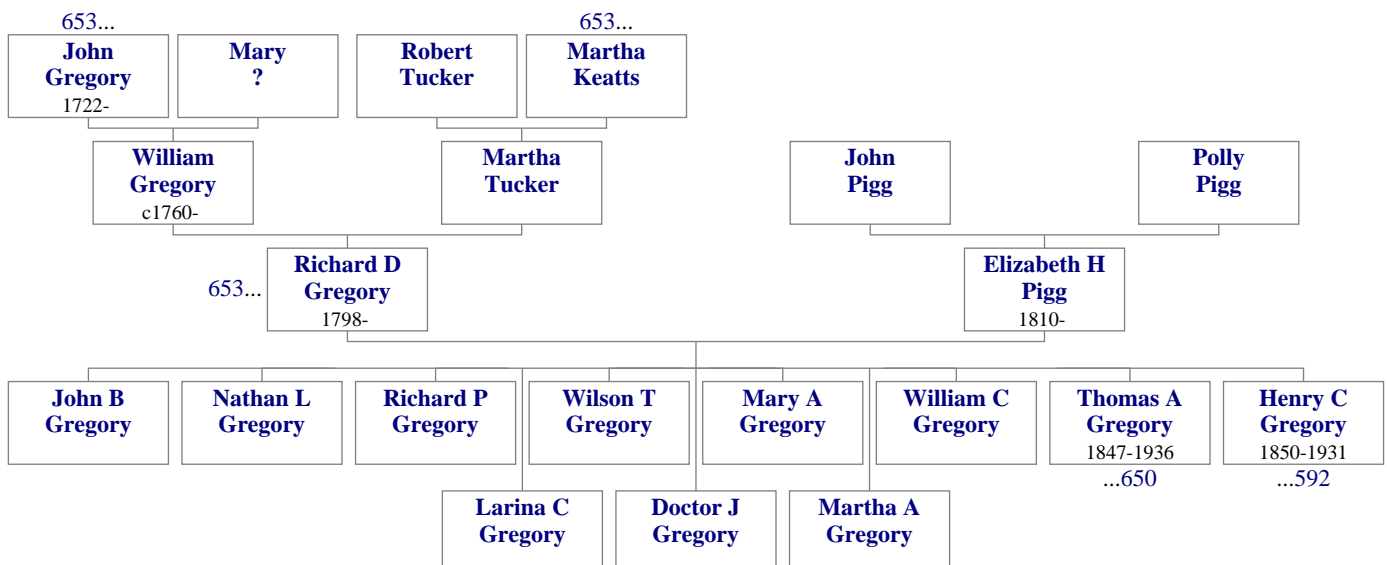 653...
John
Gregory
1722-
Mary
?
Robert
Tucker
653...
Martha
Keatts
William
Gregory
c1760-
Martha
Tucker
John
Pigg
Polly
Pigg
653...
Richard D
Gregory
1798-
Elizabeth H
Pigg
1810-
John B
Gregory
Nathan L
Gregory
Richard P
Gregory
Wilson T
Gregory
Mary A
Gregory
William C
Gregory
Thomas A
Gregory
1847-1936
...650
Henry C
Gregory
1850-1931
...592
Larina C
Gregory
Doctor J
Gregory
Martha A
Gregory